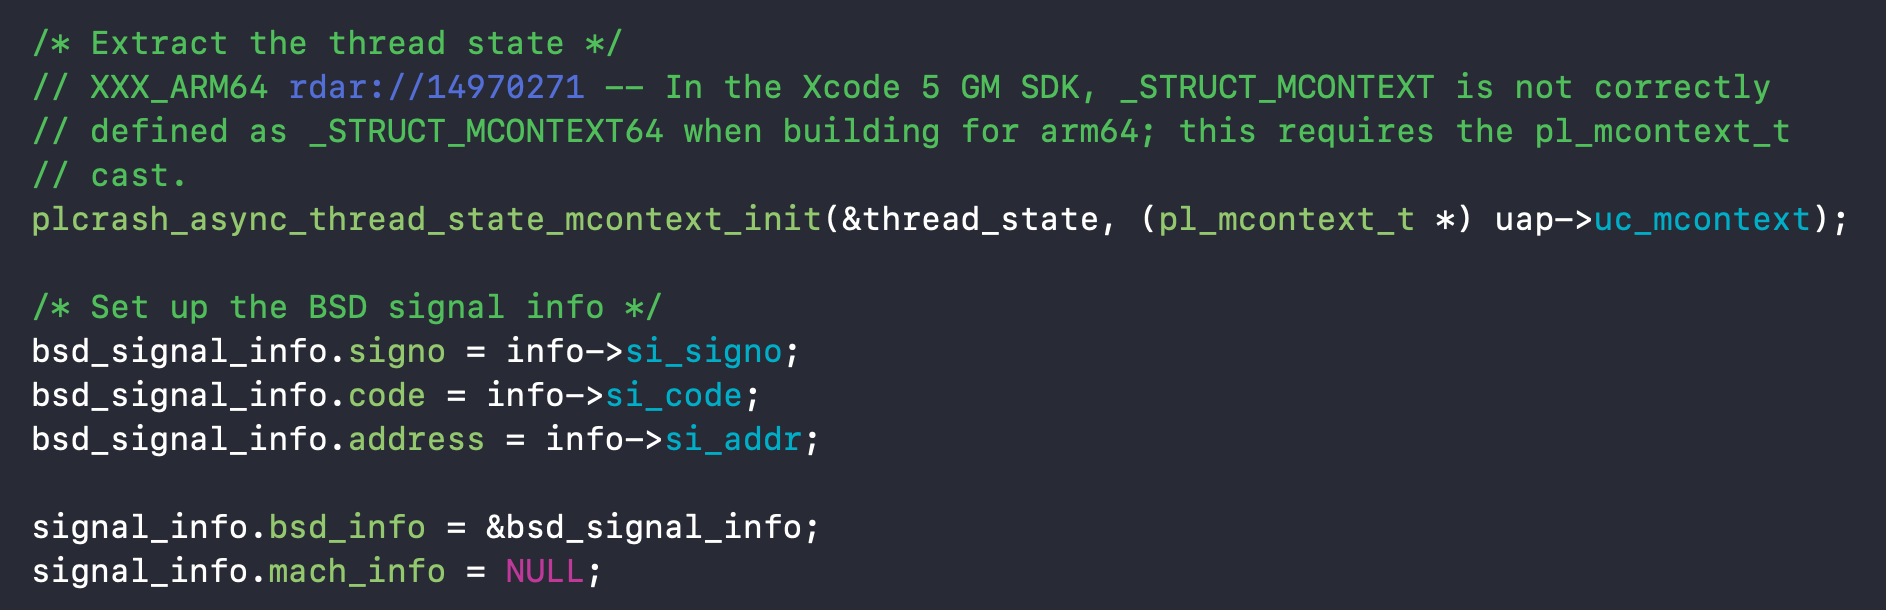 /* Extract the thread state */
// XXX_ARM64 rdar://14970271 -- In the Xcode 5 GM SDK, _STRUCT_MCONTEXT is not correctly
// defined as _STRUCT_MCONTEXT64 when building for arm64; this requires the pl_mcontext_t
// cast.
plcrash_async_thread_state_mcontext_init(&thread_state, (pl_mcontext_t *) uap->uc_mcontext);
/* Set up the BSD signal info */
bsd_signal_info.signo = info->si_signo;
bsd_signal_info.code = info->si_code;
bsd_signal_info.address = info->si_addr;
signal_info.bsd_info = &bsd_signal_info;
signal_info.mach_info = NULL;